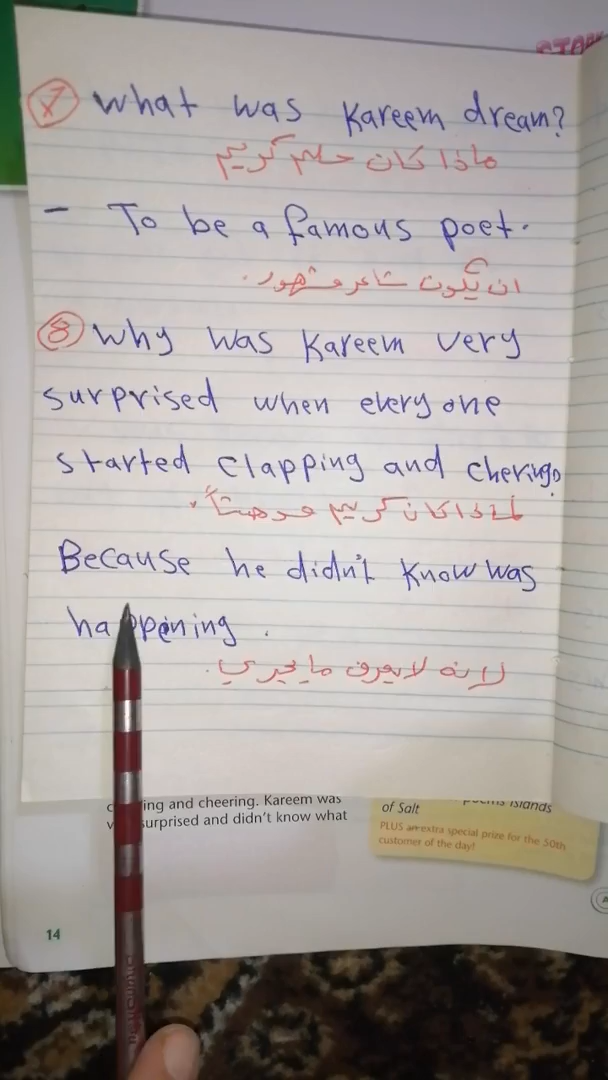 7 What was Kareem dream?
ماذا كان حلم كريم
- To be a famous poet.
ان يكون شاعر مشهور.
8 Why was Kareem very
surprised when every one
started clapping and chering?
لماذا كان كريم مدهشاً.
Because he didn't know was
happening.
لانه لا يعرف ما يجري.
ing and cheering. Kareem was
surprised and didn't know what
Islands
of Salt
PLUS an extra special prize for the 50th
customer of the day!
14